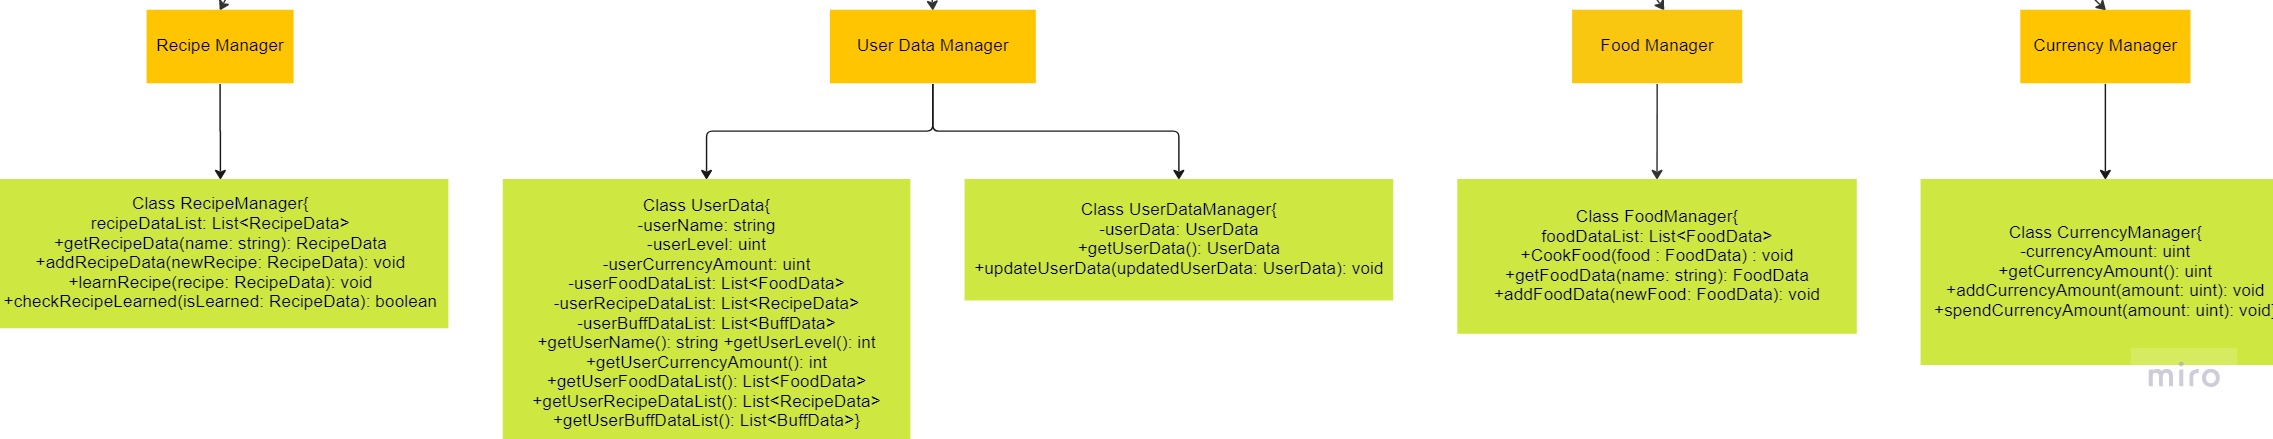 Recipe Manager
User Data Manager
Food Manager
Currency Manager
Class RecipeManager{
recipeDataList: List<RecipeData>
+getRecipeData(name: string): RecipeData
+addRecipeData(newRecipe: RecipeData): void
+learnRecipe(recipe: RecipeData): void
+checkRecipeLearned(isLearned: RecipeData): boolean
Class UserData{
-userName: string
-userLevel: uint
-userCurrencyAmount: uint
-userFoodDataList: List<FoodData>
-userRecipeDataList: List<RecipeData>
-userBuffDataList: List<BuffData>
+getUserName(): string +getUserLevel(): int
+getUserCurrencyAmount(): int
+getUserFoodDataList(): List<FoodData>
+getUserRecipeDataList(): List<RecipeData>
+getUserBuffDataList(): List<BuffData>}
Class UserDataManager{
-userData: UserData
+getUserData(): UserData
+updateUserData(updatedUserData: UserData): void
Class FoodManager{
foodDataList: List<FoodData>
+CookFood(food : FoodData) : void
+getFoodData(name: string): FoodData
+addFoodData(newFood: FoodData): void
Class CurrencyManager{
-currencyAmount: uint
+getCurrencyAmount(): uint
+addCurrencyAmount(amount: uint): void
+spendCurrencyAmount(amount: uint): void}
miro